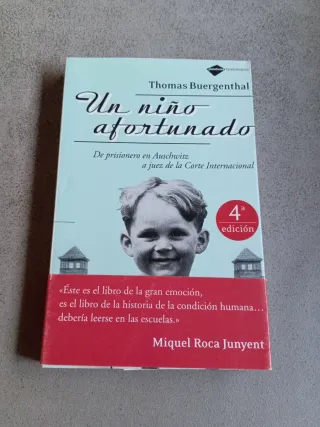 Thomas Buergenthal
Un niño
afortunado
De prisionero en Auschwitz
a juez de la Corte Internacional
4ª
edición
«Éste es el libro de la gran emoción,
es el libro de la historia de la condición humana…
debería leerse en las escuelas.»
Miquel Roca Junyent